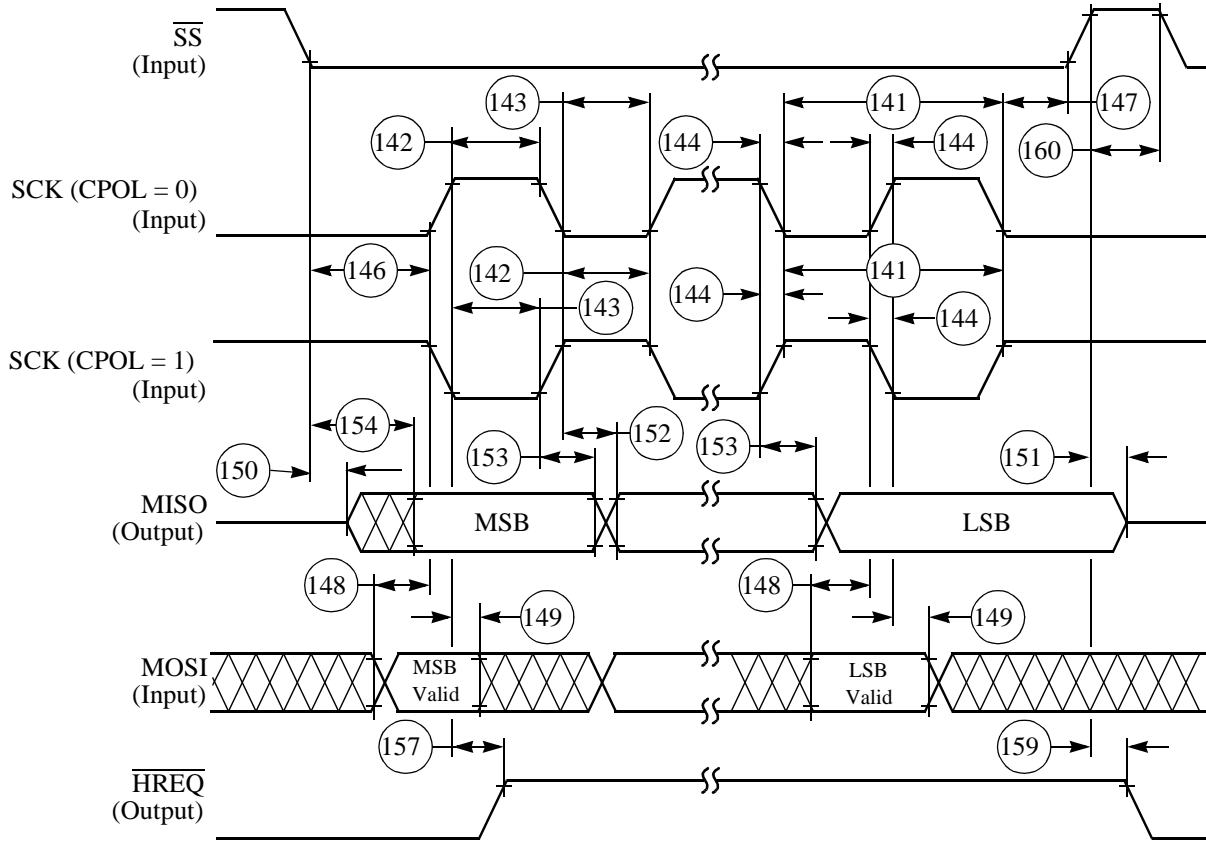 SS
(Input)
143
141
147
142
144
144
160
SCK (CPOL = 0)
(Input)
146
142
141
144
143
144
SCK (CPOL = 1)
(Input)
154
152
153
153
150
151
MISO
(Output)
MSB
LSB
148
148
149
149
MOSI
(Input)
MSB
Valid
LSB
Valid
157
159
HREQ
(Output)